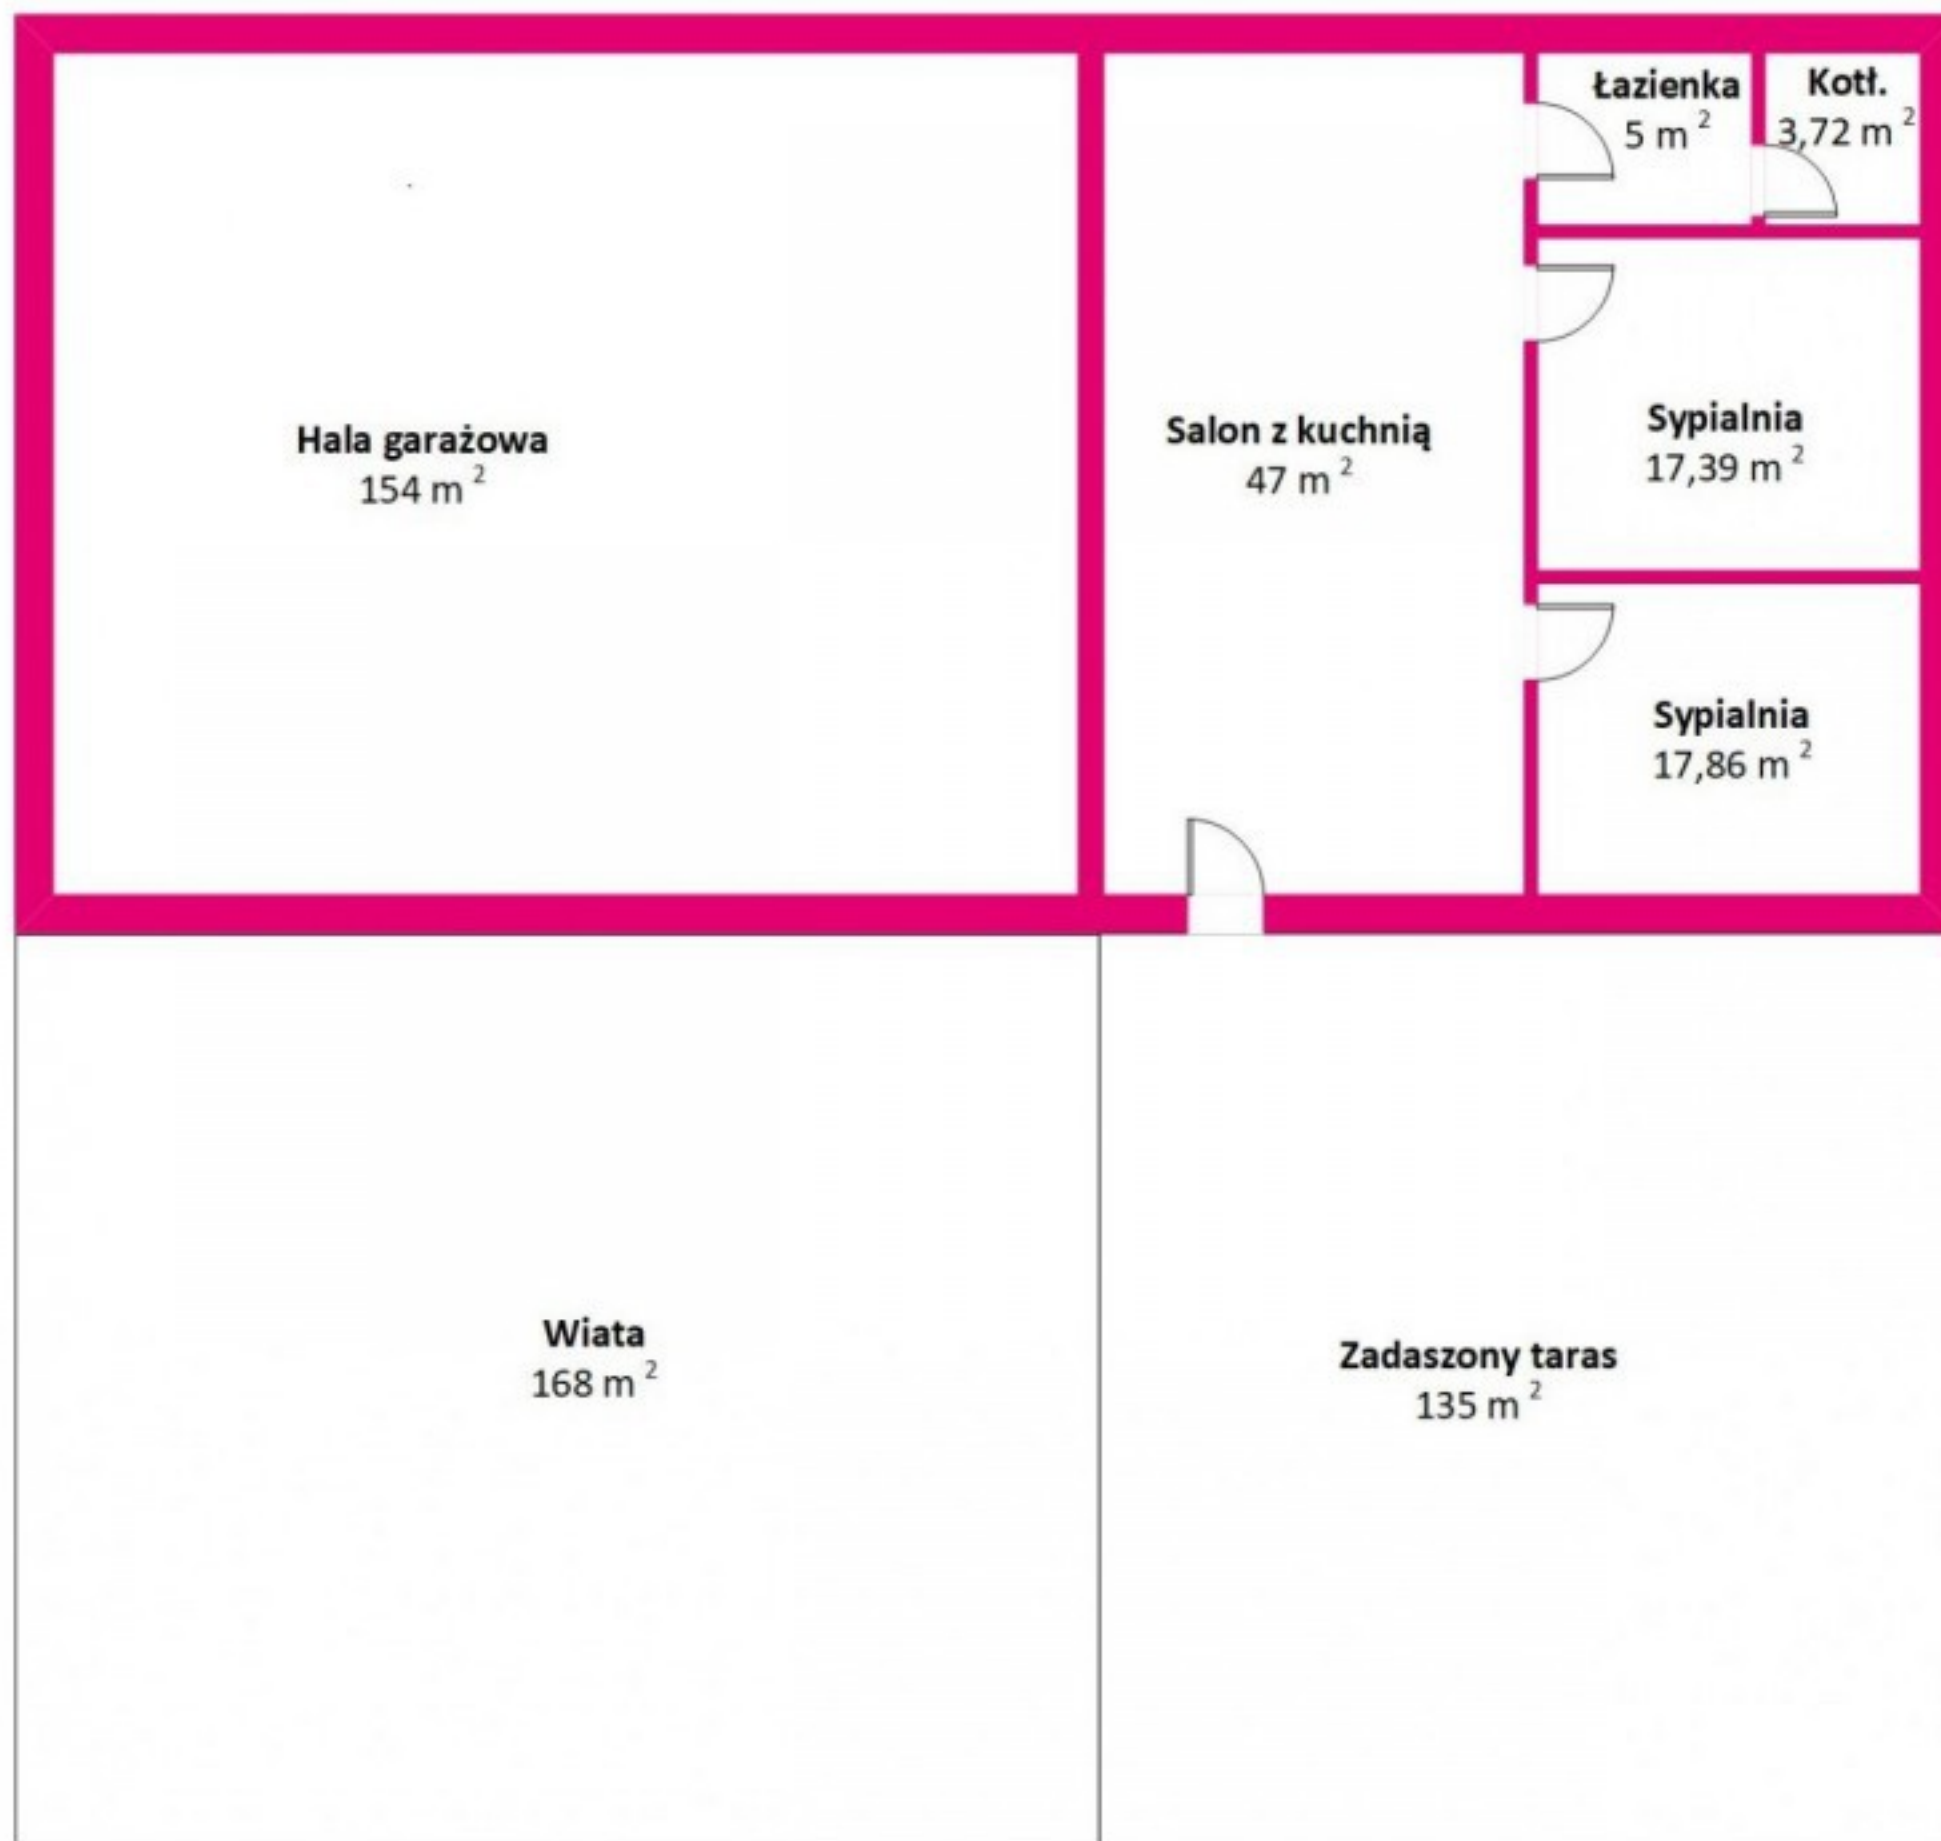 Łazienka
5 m 2
Kotł.
3,72 m 2
Hala garażowa
154 m 2
Salon z kuchnią
47 m 2
Sypialnia
17,39 m 2
Sypialnia
17,86 m 2
Wiata
168 m 2
Zadaszony taras
135 m 2